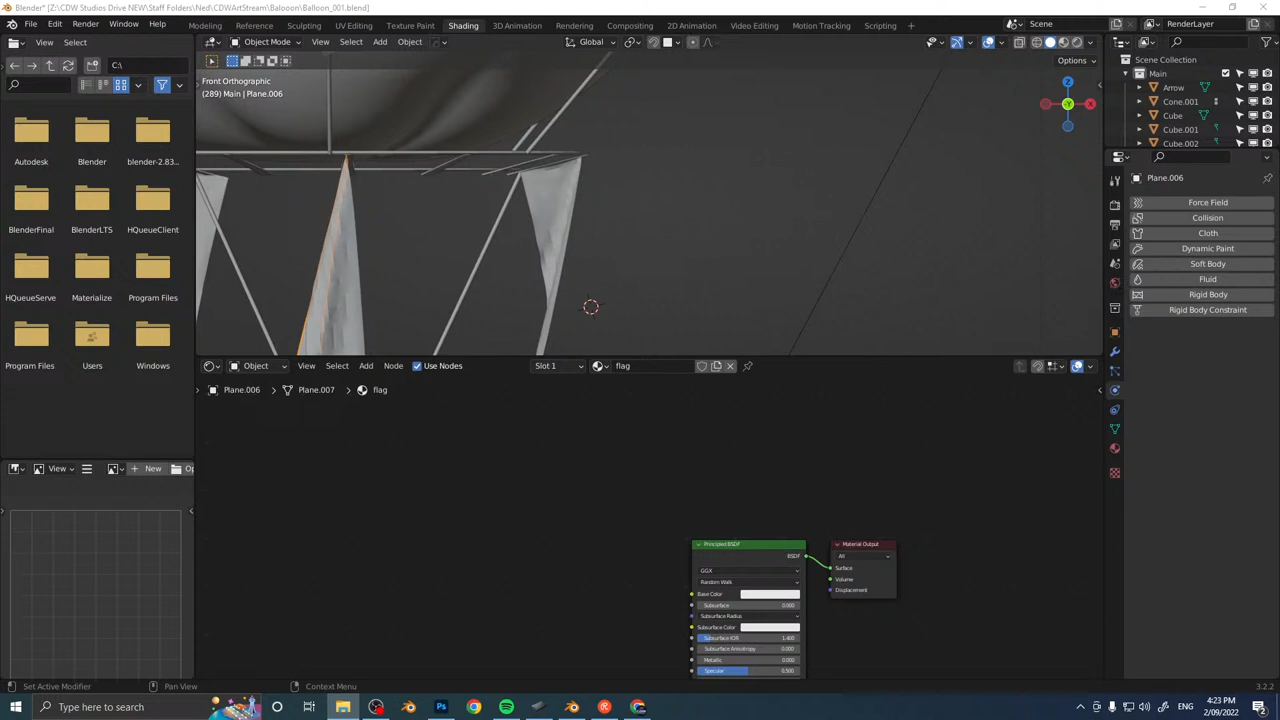 Blender* [Z:\CDW Studios Drive NEW\Staff Folders\Ned\CDWArtStream\Balooon\Balloon_001.blend]
File Edit Render Window Help
Modeling Rigging Sculpting UV Editing Texture Paint Shading 3D Animation Rendering Compositing 2D Animation Video Editing Scripting +
Scene
RenderLayer
View Select
Object Mode View Select Add Object
Global
C:\
Options
Front Orthographic
(289) Main | Plane.006
Scene Collection
Main
Arrow
Cone.001
Cube
Cube.001
Cube.002
Autodesk Blender blender-2.83...
BlenderFinal BlenderLTS HQueueClient
HQueueServe Materialize Program Files
Program Files Users Windows
Z
-Y
X
Plane.006
Force Field
Collision
Cloth
Dynamic Paint
Soft Body
Fluid
Rigid Body
Rigid Body Constraint
Object View Select Add Node Use Nodes Slot 1 flag
Plane.006 > Plane.007 > flag
View New Op
Principled BSDF
BSDF
GGX
Random Walk
Base Color
Subsurface 0.000
Subsurface Radius
Subsurface Color
Subsurface IOR 1.400
Subsurface Anisotropy 0.000
Metallic 0.000
Specular 0.500
Material Output
All
Surface
Volume
Displacement
Set Active Modifier Pan View Context Menu 3.2.2
Type here to search
4:23 PM
2/09/2022